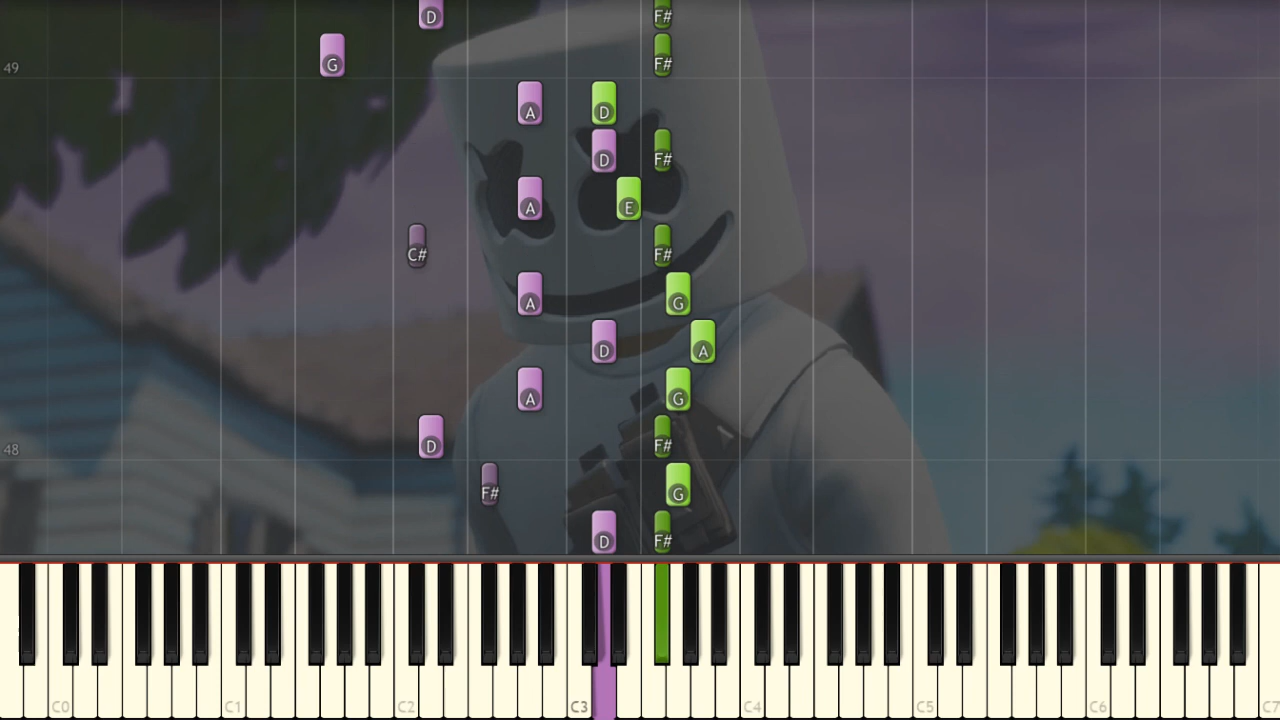 D F#
G F#
49
A D
D F#
A E
C# F#
A G
D A
A G
D F#
48
F# G
D F#
C0 C1 C2 C3 C4 C5 C6 C7